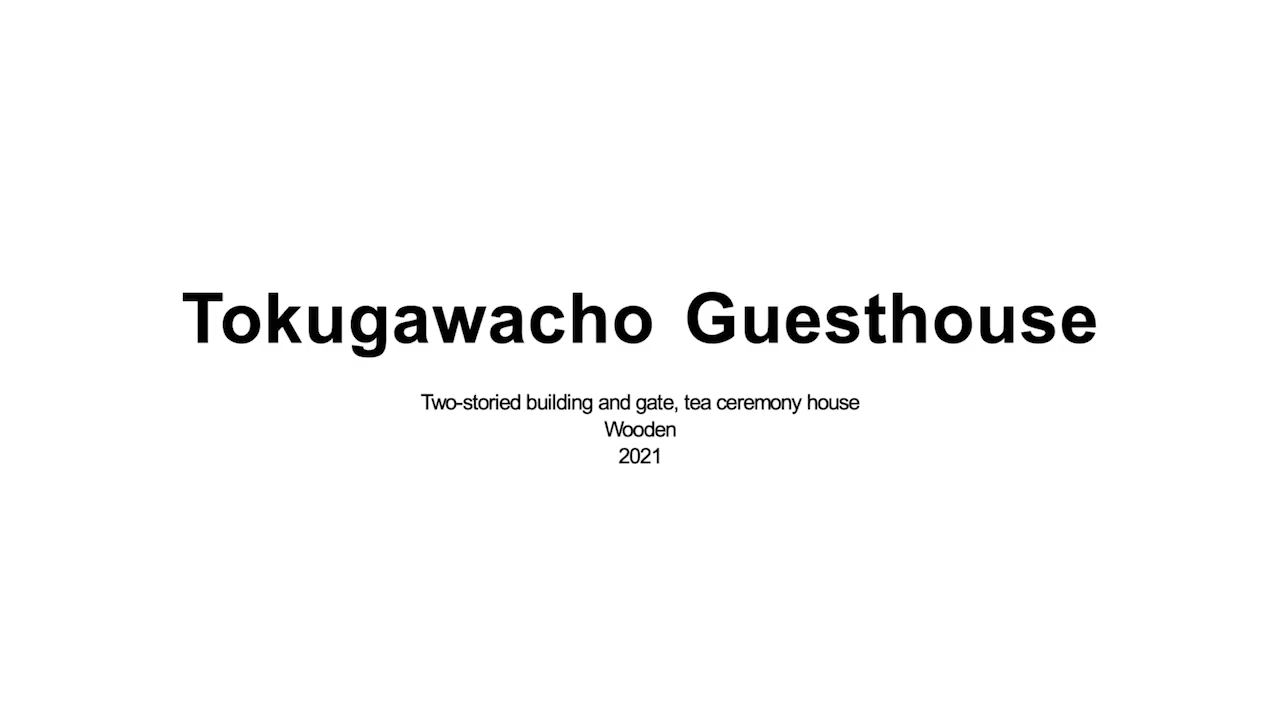 Tokugawacho Guesthouse
Two-storied building and gate, tea ceremony house
Wooden
2021